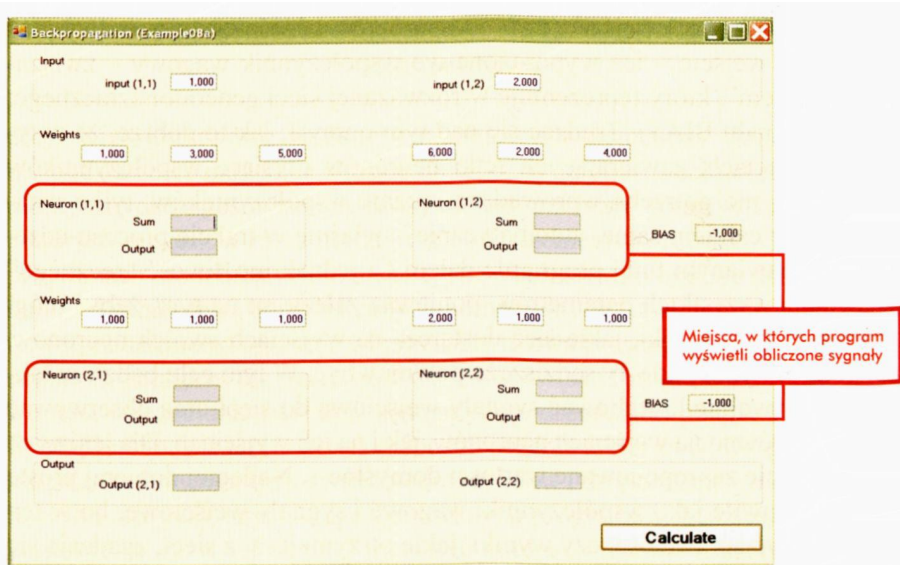 Backpropagation (Example08a)
Input
input (1,1) 1,000 input (1,2) 2,000
Weights
1,000 3,000 5,000 6,000 2,000 4,000
Neuron (1,1) Neuron (1,2)
Sum Sum
Output Output
BIAS -1,000
Weights
1,000 1,000 1,000 2,000 1,000 1,000
Miejsca, w których program
wyświetli obliczone sygnały
Neuron (2,1) Neuron (2,2)
Sum Sum
Output Output
BIAS -1,000
Output
Output (2,1) Output (2,2)
Calculate